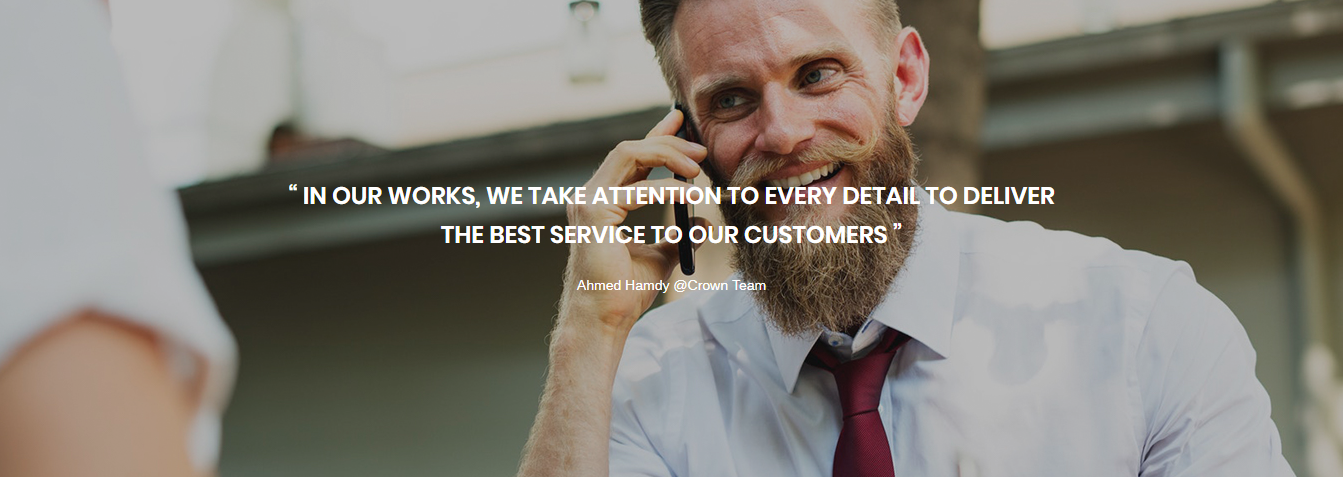 “ IN OUR WORKS, WE TAKE ATTENTION TO EVERY DETAIL TO DELIVER
THE BEST SERVICE TO OUR CUSTOMERS ”
Ahmed Hamdy @Crown Team